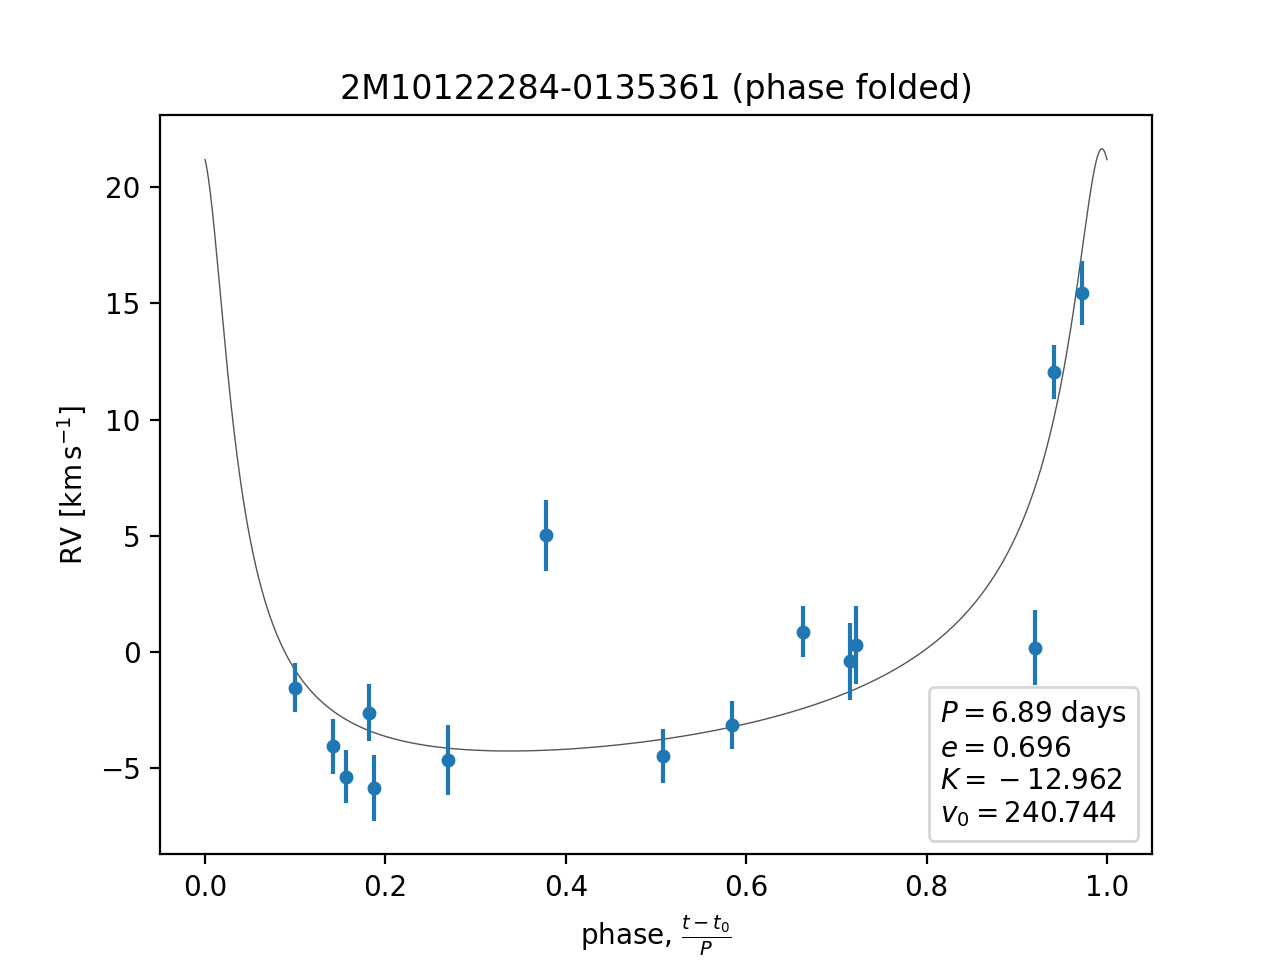 2M10122284-0135361 (phase folded)
RV [km s⁻¹]
20
15
10
5
0
−5
P = 6.89 days
e = 0.696
K = − 12.962
v₀ = 240.744
0.0 0.2 0.4 0.6 0.8 1.0
phase, (t − t₀)/P